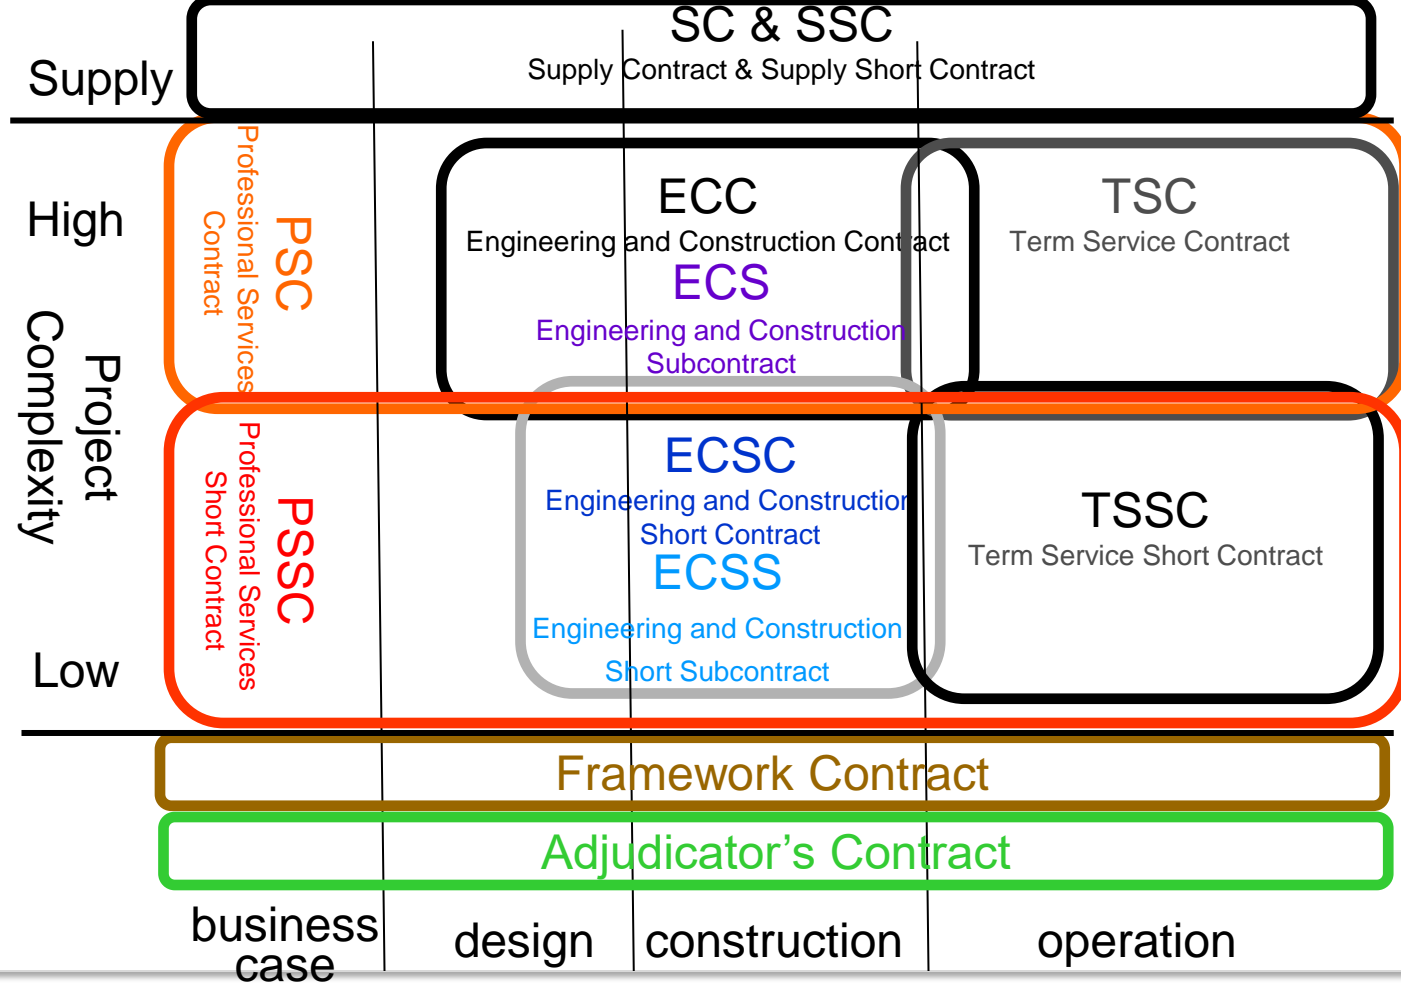 SC & SSC
Supply Contract & Supply Short Contract
Supply
High
Project
Complexity
Low
PSC
Professional Services
Contract
ECC
Engineering and Construction Contract
ECS
Engineering and Construction
Subcontract
TSC
Term Service Contract
PSSC
Professional Services
Short Contract
ECSC
Engineering and Construction
Short Contract
ECSS
Engineering and Construction
Short Subcontract
TSSC
Term Service Short Contract
Framework Contract
Adjudicator’s Contract
business
case
design
construction
operation